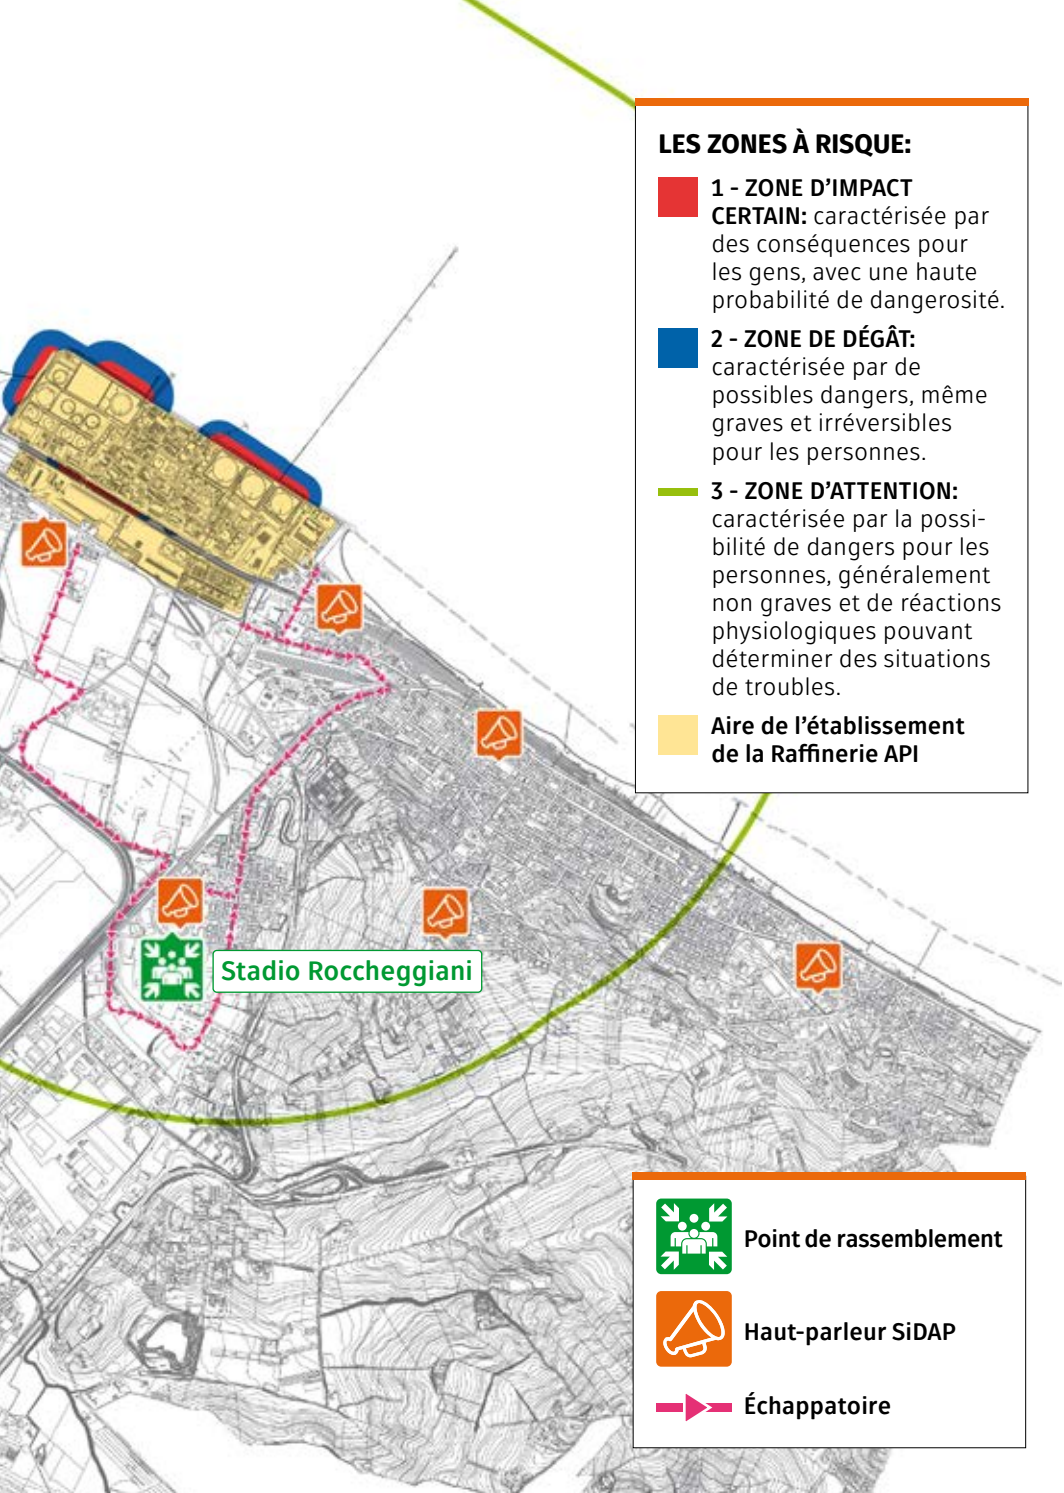 LES ZONES À RISQUE:
1 - ZONE D'IMPACT
CERTAIN: caractérisée par
des conséquences pour
les gens, avec une haute
probabilité de dangerosité.
2 - ZONE DE DÉGÂT:
caractérisée par de
possibles dangers, même
graves et irréversibles
pour les personnes.
3 - ZONE D'ATTENTION:
caractérisée par la possi-
bilité de dangers pour les
personnes, généralement
non graves et de réactions
physiologiques pouvant
déterminer des situations
de troubles.
Aire de l'établissement
de la Raffinerie API
Stadio Roccheggiani
Point de rassemblement
Haut-parleur SiDAP
Échappatoire